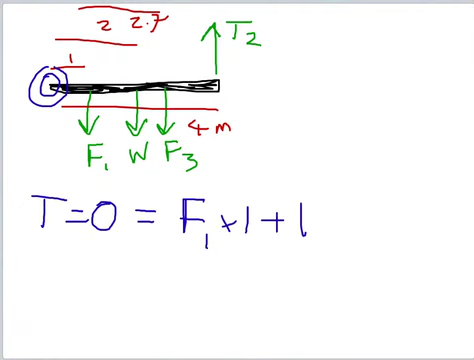 2 2.7
T₂
1
4 m
F₁ W F₃
T = 0 = F₁ × 1 + 1